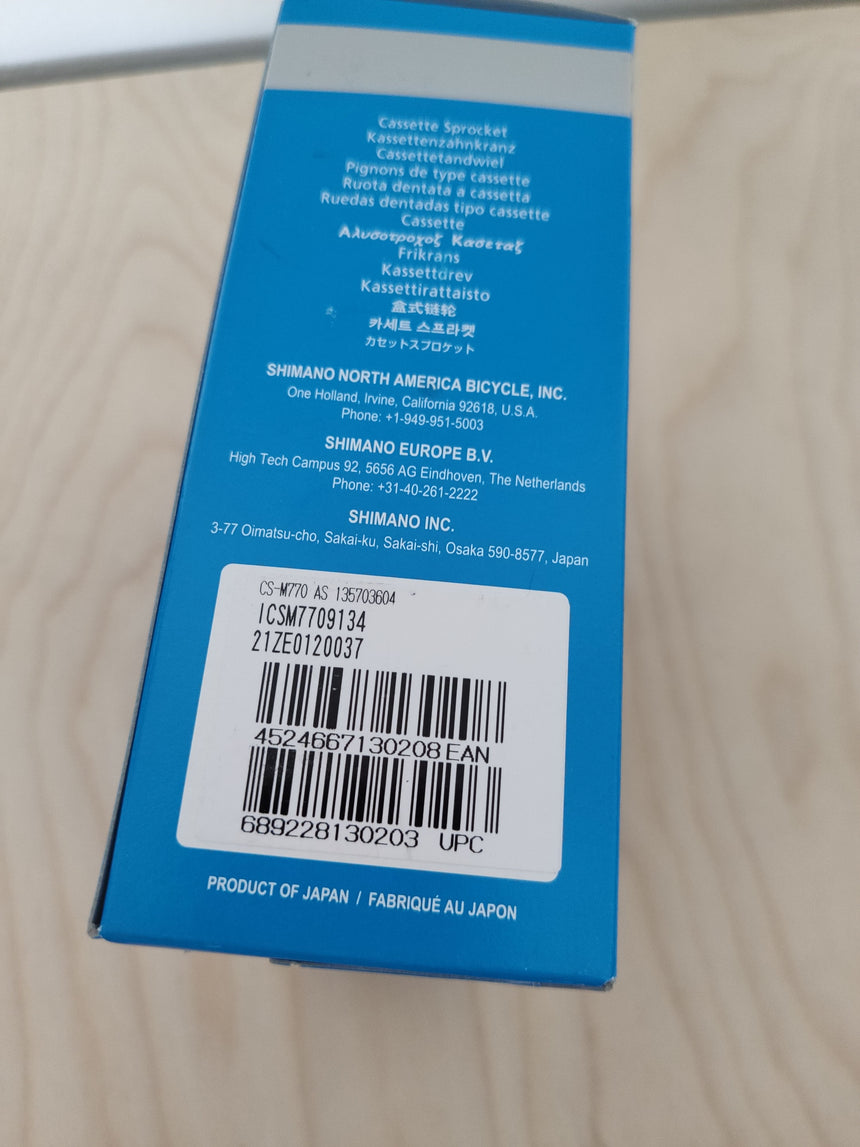 Cassette Sprocket
Kassettenzahnkranz
Cassettetandwiel
Pignons de type cassette
Ruota dentata a cassetta
Ruedas dentadas tipo cassette
Cassette
Αλυσοτροχοξ Κασεταξ
Frikrans
Kassettdrev
Kassettirattaisto
盒式链轮
카세트 스프라켓
カセットスプロケット
SHIMANO NORTH AMERICA BICYCLE, INC.
One Holland, Irvine, California 92618, U.S.A.
Phone: +1-949-951-5003
SHIMANO EUROPE B.V.
High Tech Campus 92, 5656 AG Eindhoven, The Netherlands
Phone: +31-40-261-2222
SHIMANO INC.
3-77 Oimatsu-cho, Sakai-ku, Sakai-shi, Osaka 590-8577, Japan
CS-M770 AS 135703604
ICSM7709134
21ZE0120037
4524667130208 EAN
689228130203 UPC
PRODUCT OF JAPAN / FABRIQUÉ AU JAPON